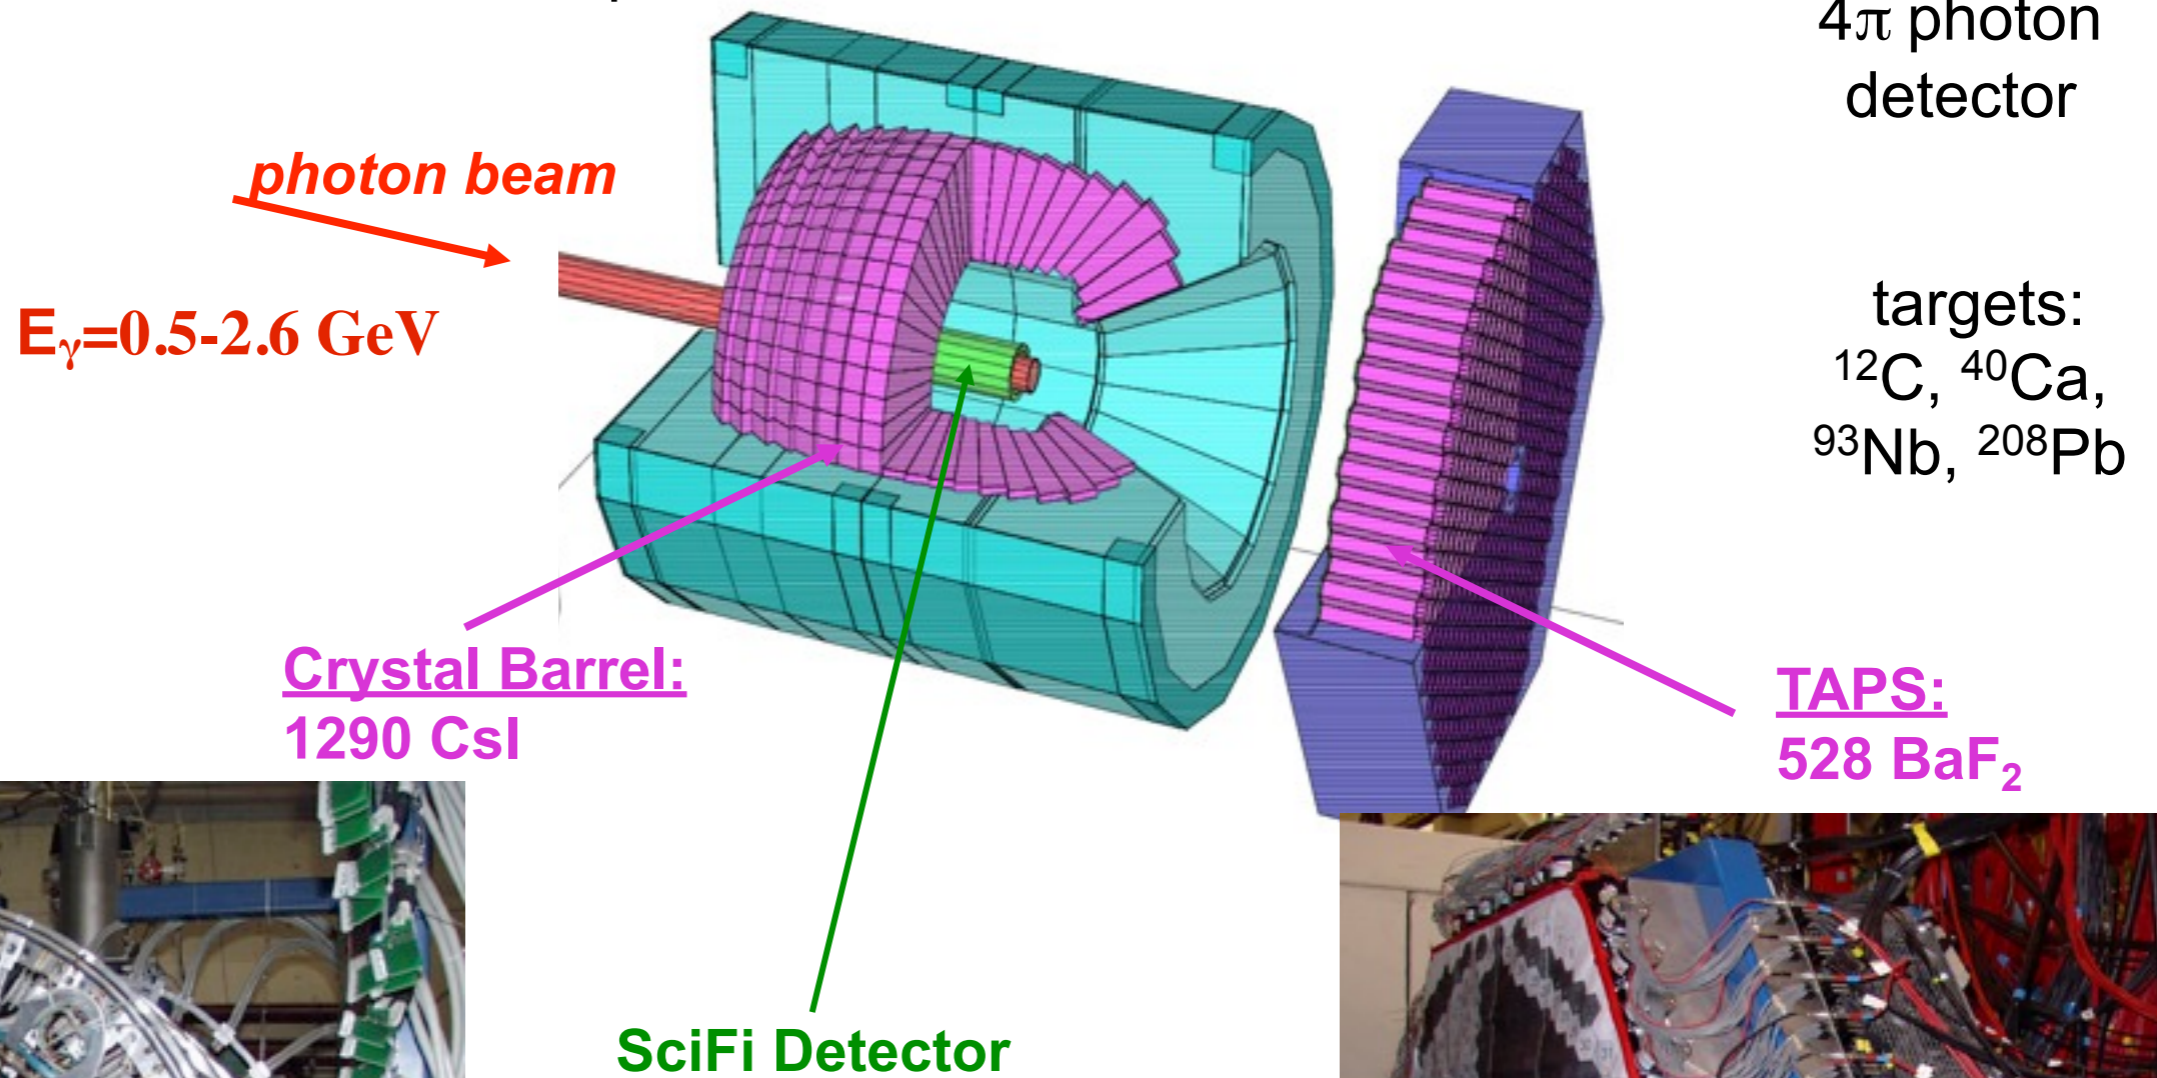 4π photon
detector
photon beam
Eγ=0.5-2.6 GeV
targets:
¹²C, ⁴⁰Ca,
⁹³Nb, ²⁰⁸Pb
Crystal Barrel:
1290 CsI
TAPS:
528 BaF₂
SciFi Detector